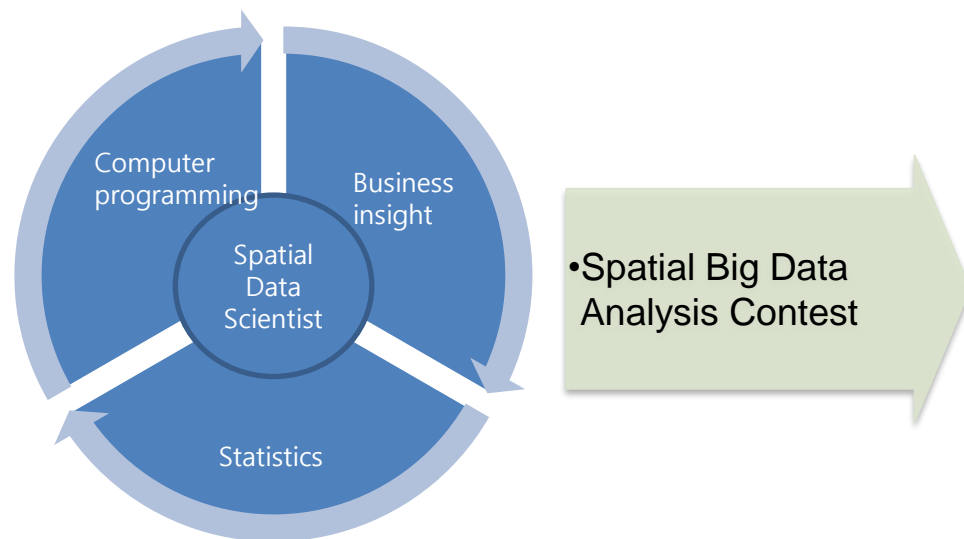 Computer
programming
Business
insight
Spatial
Data
Scientist
Statistics
•Spatial Big Data
Analysis Contest